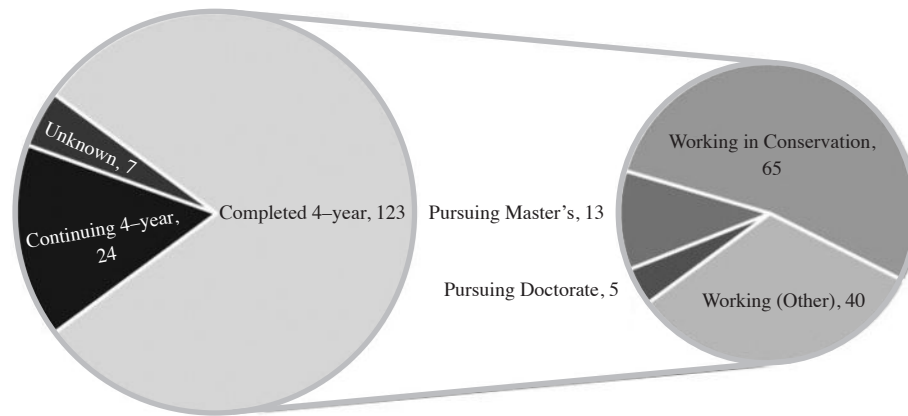 Unknown, 7
Continuing 4–year,
24
Completed 4–year, 123
Pursuing Master’s, 13
Pursuing Doctorate, 5
Working in Conservation,
65
Working (Other), 40